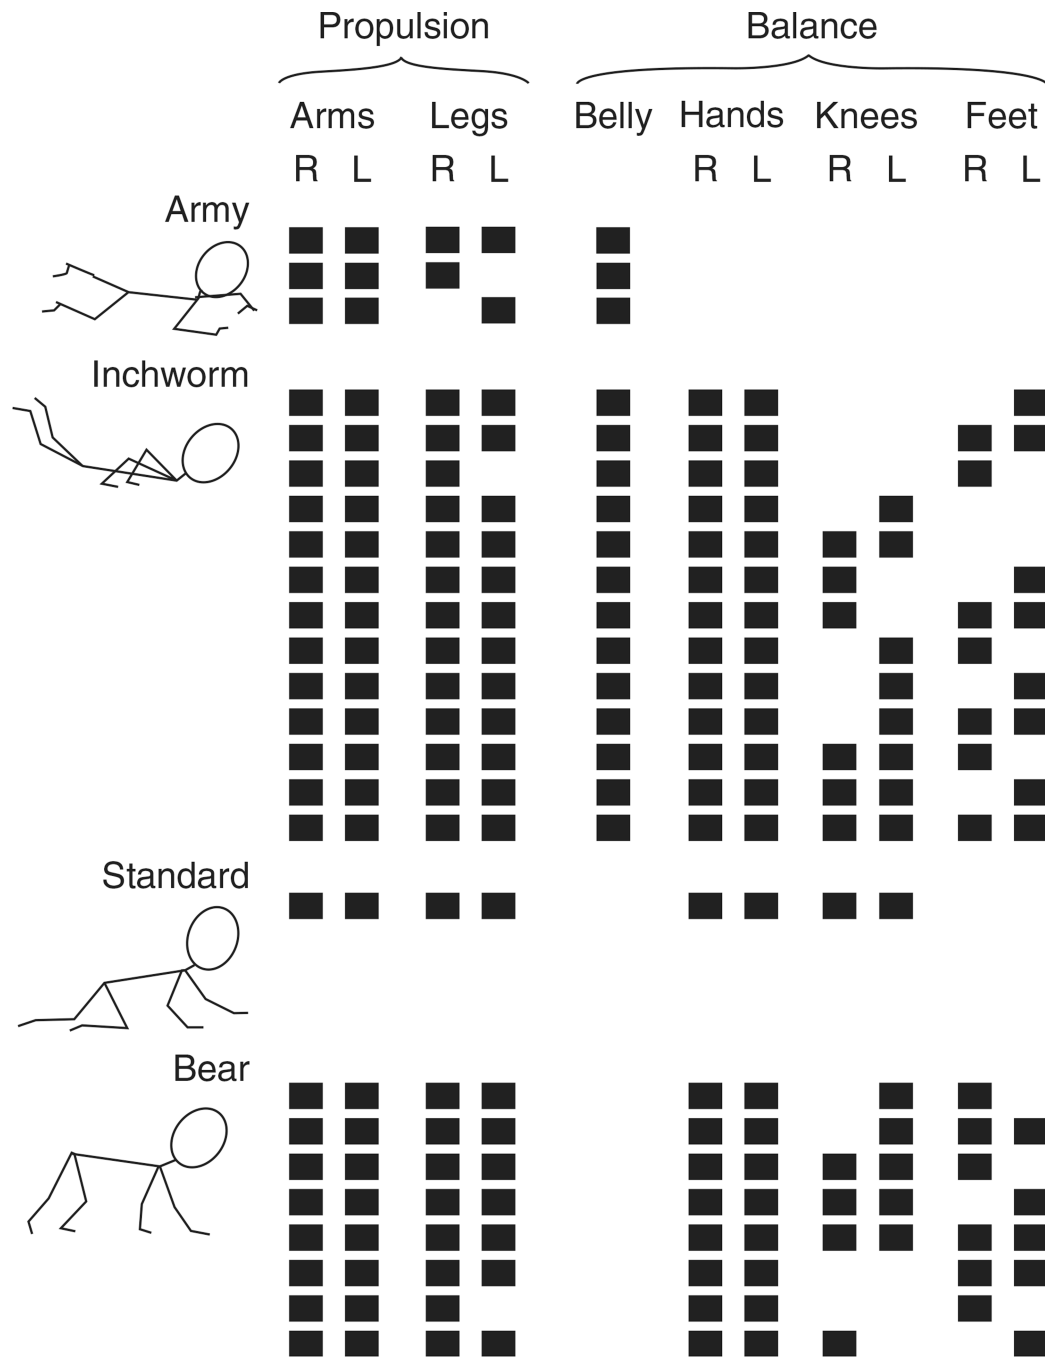 Propulsion Balance
Arms Legs Belly Hands Knees Feet
R L R L R L R L R L
Army
Inchworm
Standard
Bear